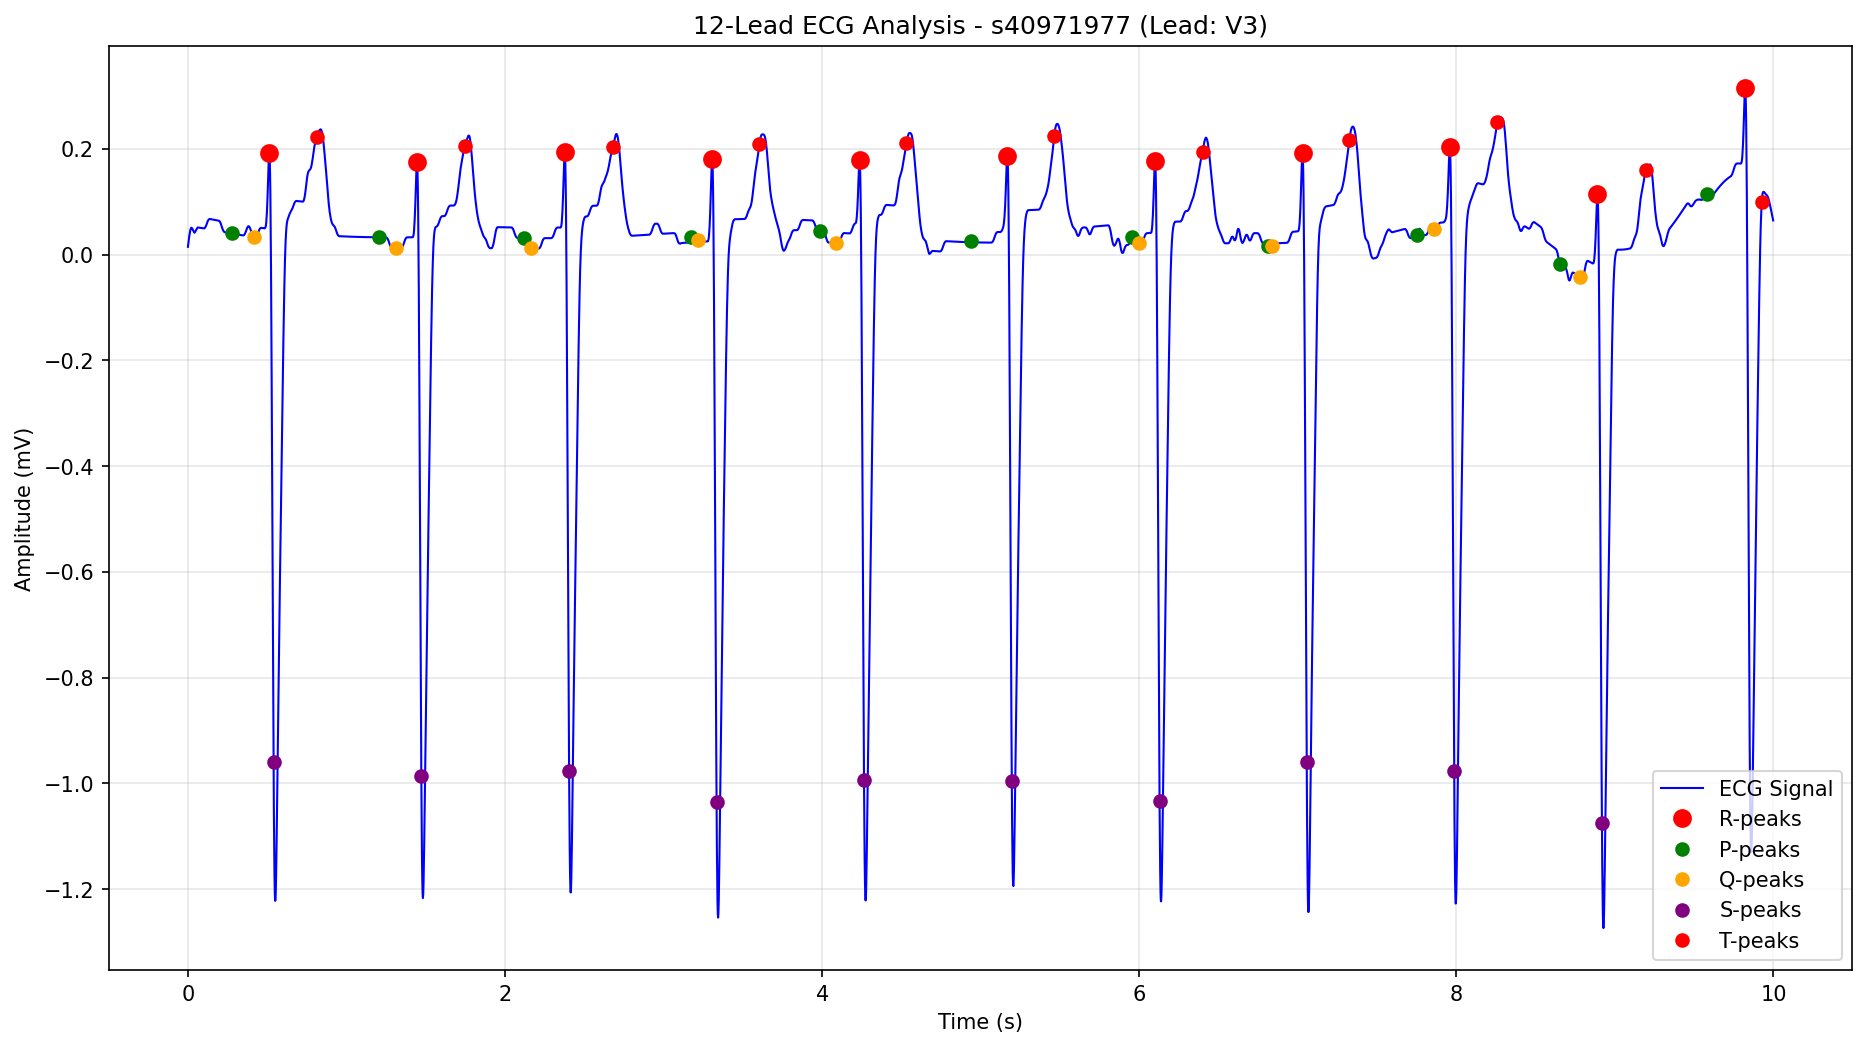 12-Lead ECG Analysis - s40971977 (Lead: V3)
Amplitude (mV)
0.2
0.0
−0.2
−0.4
−0.6
−0.8
−1.0
−1.2
ECG Signal
R-peaks
P-peaks
Q-peaks
S-peaks
T-peaks
0 2 4 6 8 10
Time (s)